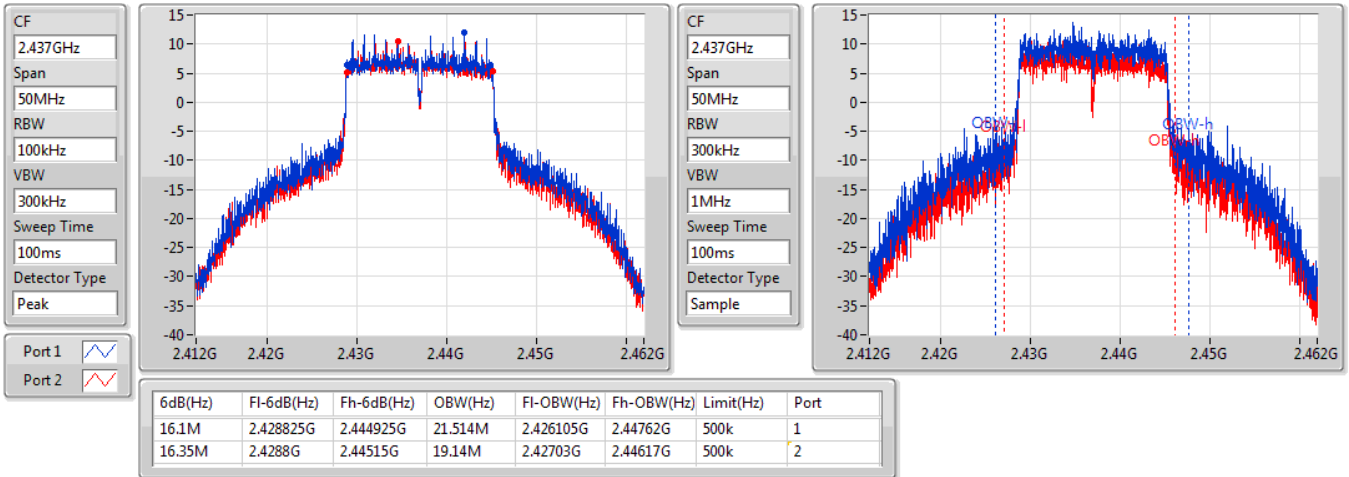 CF
2.437GHz
Span
50MHz
RBW
100kHz
VBW
300kHz
Sweep Time
100ms
Detector Type
Peak
15
10
5
0
-5
-10
-15
-20
-25
-30
-35
-40
2.412G 2.42G 2.43G 2.44G 2.45G 2.462G
CF
2.437GHz
Span
50MHz
RBW
300kHz
VBW
1MHz
Sweep Time
100ms
Detector Type
Sample
15
10
5
0
-5
-10
-15
-20
-25
-30
-35
-40
OBW-h
2.412G 2.42G 2.43G 2.44G 2.45G 2.462G
Port 1
Port 2
6dB(Hz) Fl-6dB(Hz) Fh-6dB(Hz) OBW(Hz) Fl-OBW(Hz) Fh-OBW(Hz) Limit(Hz) Port
16.1M 2.428825G 2.444925G 21.514M 2.426105G 2.44762G 500k 1
16.35M 2.4288G 2.44515G 19.14M 2.42703G 2.44617G 500k 2